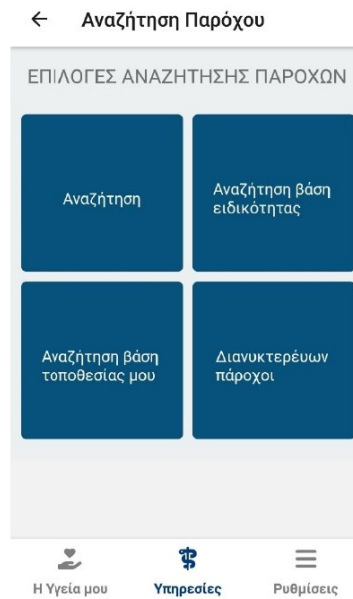 Αναζήτηση Παρόχου
ΕΠΙΛΟΓΕΣ ΑΝΑΖΗΤΗΣΗΣ ΠΑΡΟΧΩΝ
Αναζήτηση
Αναζήτηση βάση
ειδικότητας
Αναζήτηση βάση
τοποθεσίας μου
Διανυκτερέυων
πάροχοι
Η Υγεία μου
Υπηρεσίες
Ρυθμίσεις